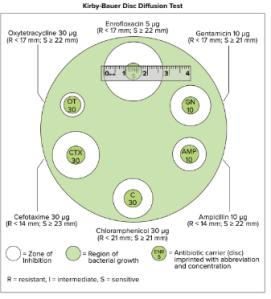 Kirby-Bauer Disc Diffusion Test
Enrofloxacin 5 µg
(R < 17 mm; S ≥ 22 mm)
Oxytetracycline 30 µg
(R < 17 mm; S ≥ 22 mm)
Gentamicin 10 µg
(R < 17 mm; S ≥ 21 mm)
0 1 2 3 4
OT
30
GN
10
CTX
30
AMP
10
C
30
Cefotaxime 30 µg
(R < 14 mm; S ≥ 23 mm)
Ampicillin 10 µg
(R < 14 mm; S ≥ 22 mm)
Chloramphenicol 30 µg
(R < 21 mm; S ≥ 21 mm)
= Zone of
Inhibition
= Region of
bacterial growth
ENR
5
= Antibiotic carrier (disc)
imprinted with abbreviation
and concentration
R = resistant, I = intermediate, S = sensitive